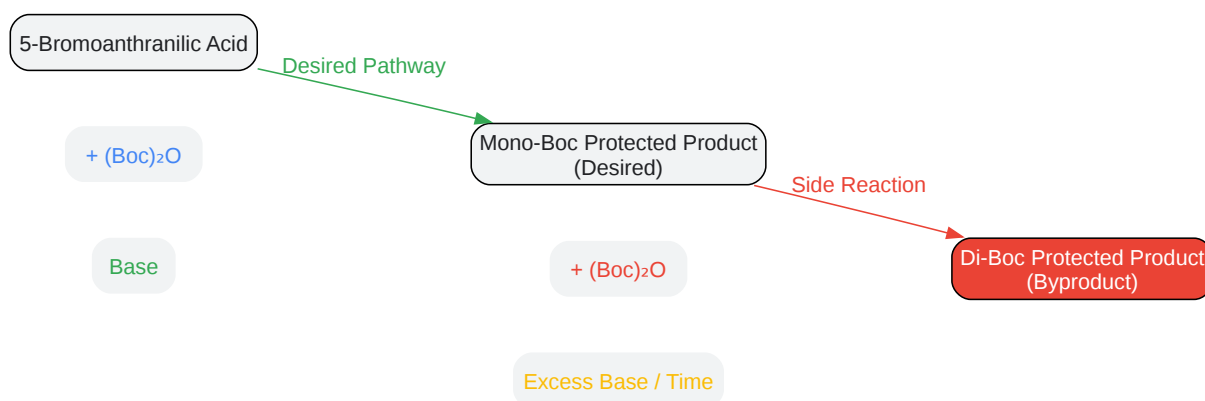 5-Bromoanthranilic Acid
Desired Pathway
+ (Boc)₂O
Mono-Boc Protected Product
(Desired)
Side Reaction
Base
+ (Boc)₂O
Di-Boc Protected Product
(Byproduct)
Excess Base / Time